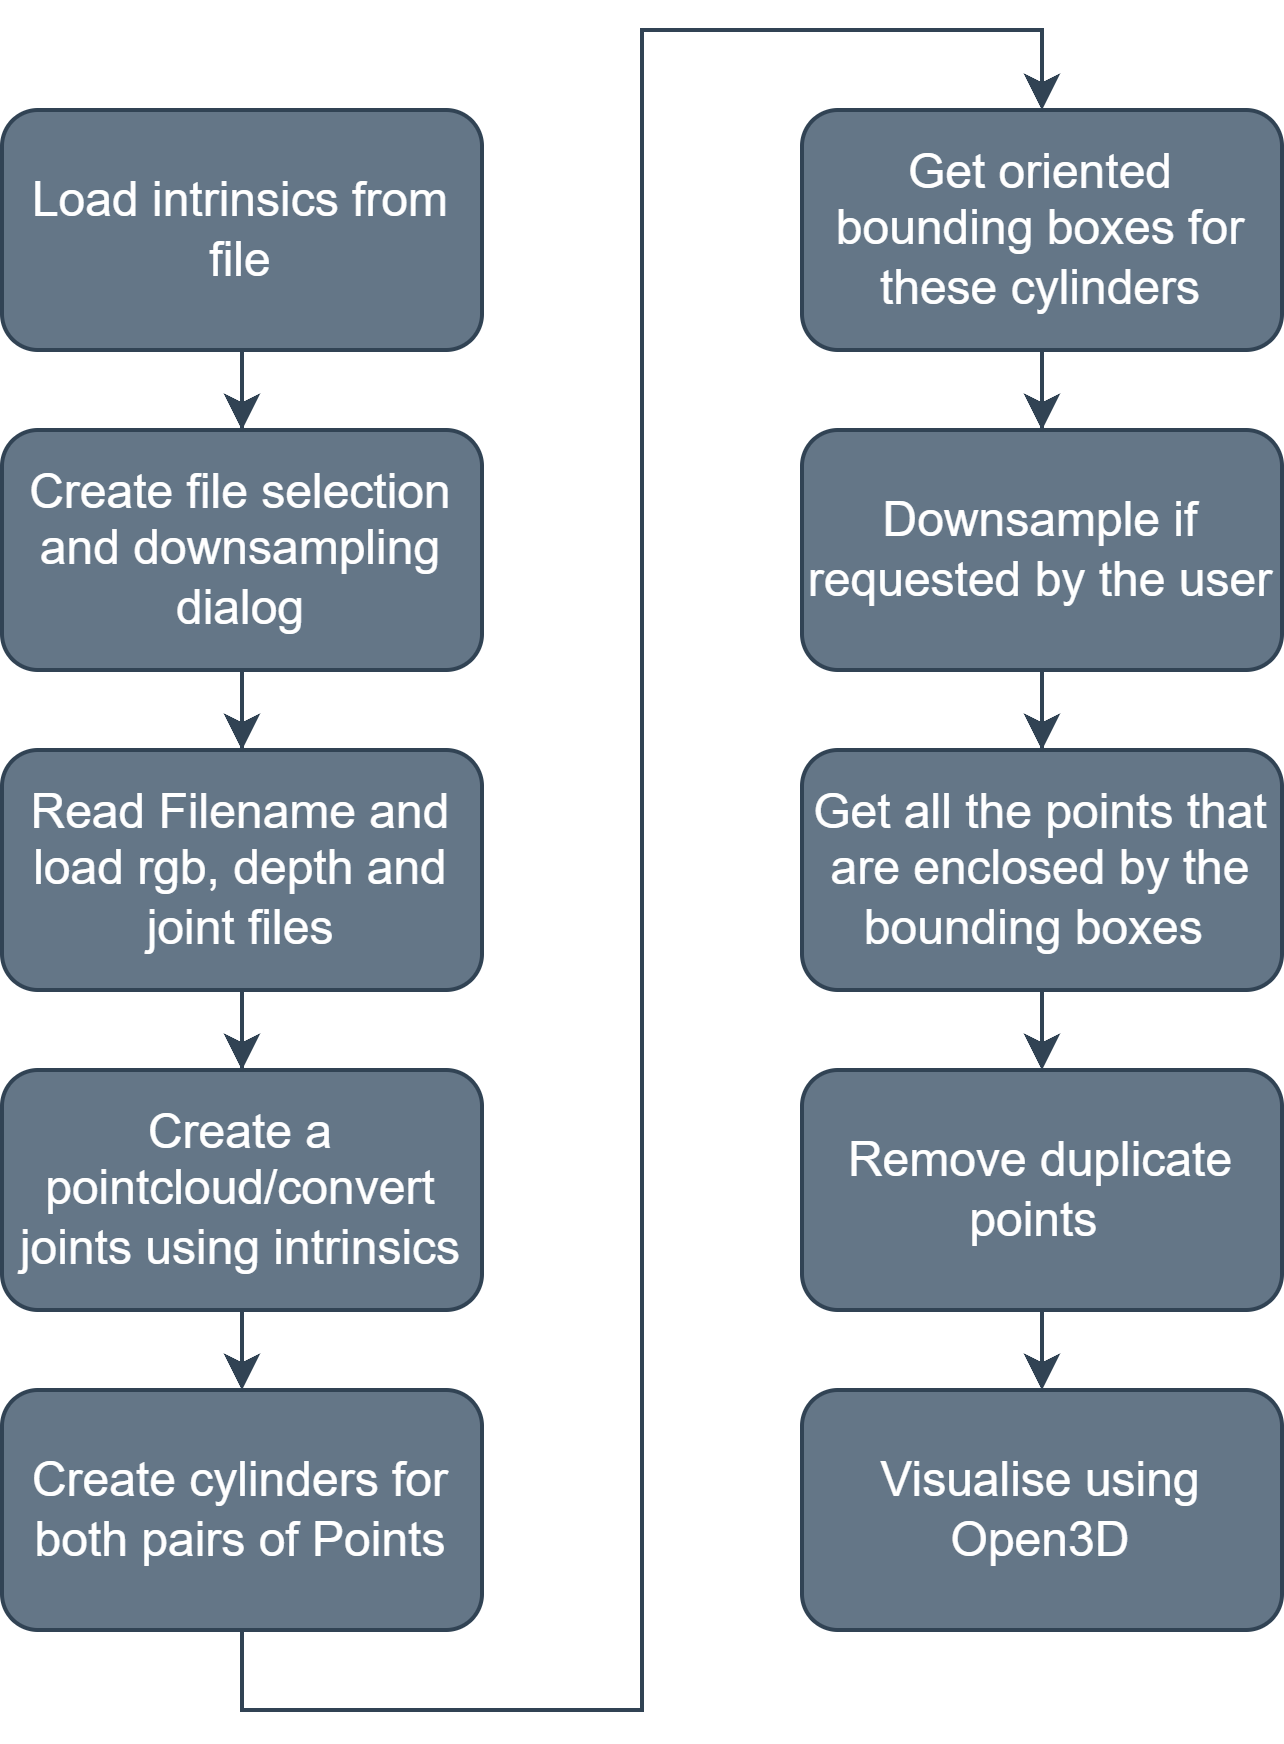 Load intrinsics from
file
Create file selection
and downsampling
dialog
Read Filename and
load rgb, depth and
joint files
Create a
pointcloud/convert
joints using intrinsics
Create cylinders for
both pairs of Points
Get oriented
bounding boxes for
these cylinders
Downsample if
requested by the user
Get all the points that
are enclosed by the
bounding boxes
Remove duplicate
points
Visualise using
Open3D